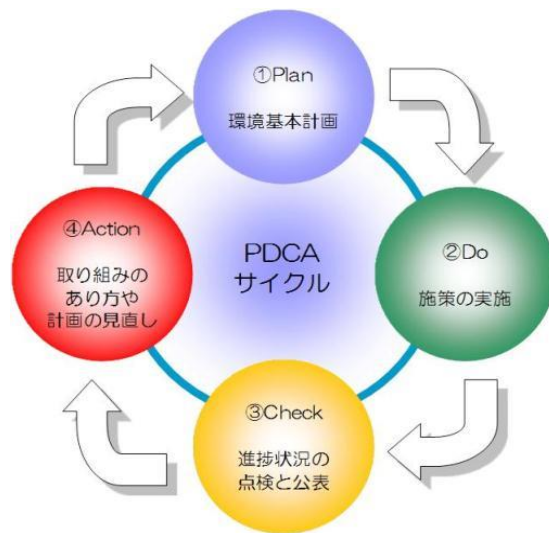 ①Plan
環境基本計画
②Do
施策の実施
③Check
進捗状況の
点検と公表
④Action
取り組みの
あり方や
計画の見直し
PDCA
サイクル